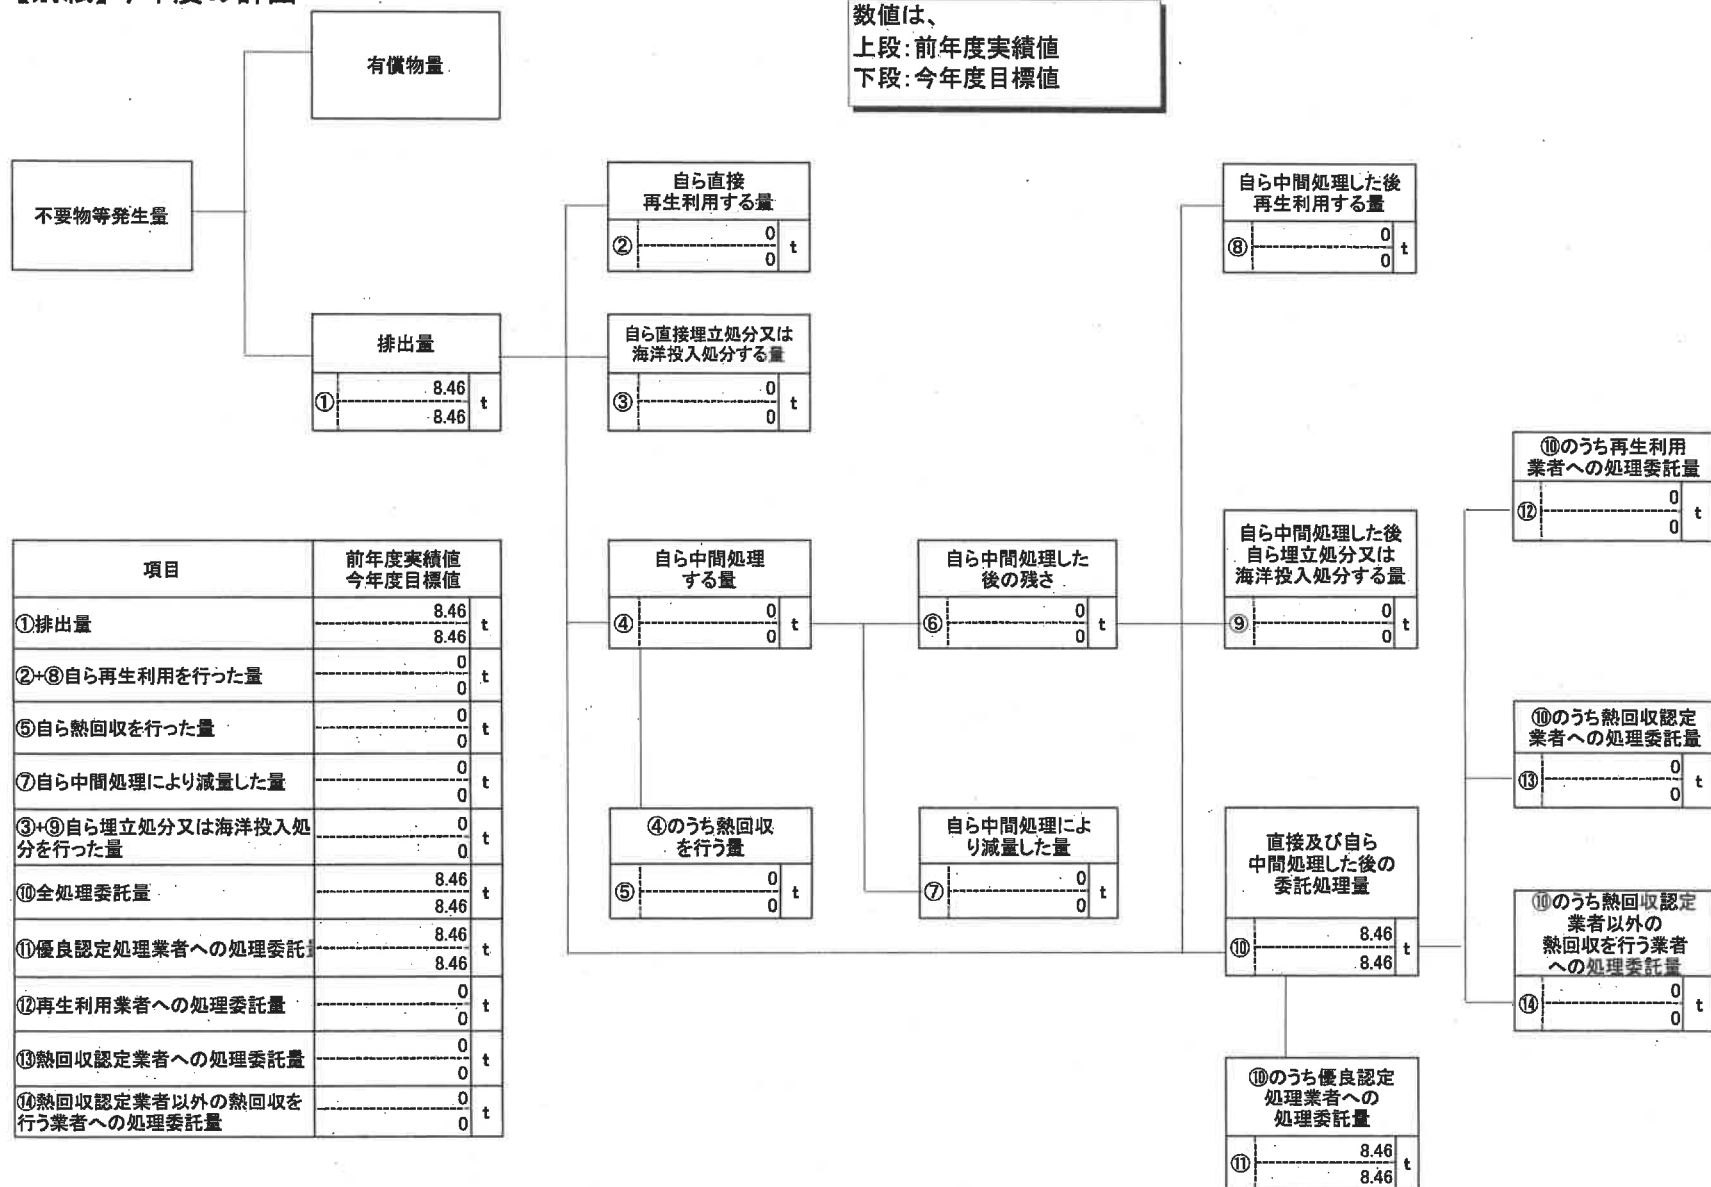 数値は、
上段:前年度実績値
下段:今年度目標値
有償物量
不要物等発生量
排出量
① 8.46 t
8.46
自ら直接
再生利用する量
② 0 t
0
自ら直接埋立処分又は
海洋投入処分する量
③ 0 t
0
自ら中間処理
する量
④ 0 t
0
④のうち熱回収
を行う量
⑤ 0 t
0
自ら中間処理した
後の残さ
⑥ 0 t
0
自ら中間処理によ
り減量した量
⑦ 0 t
0
自ら中間処理した後
再生利用する量
⑧ 0 t
0
自ら中間処理した後
自ら埋立処分又は
海洋投入処分する量
⑨ 0 t
0
直接及び自ら
中間処理した後の
委託処理量
⑩ 8.46 t
8.46
⑩のうち優良認定
処理業者への
処理委託量
⑪ 8.46 t
8.46
⑩のうち再生利用
業者への処理委託量
⑫ 0 t
0
⑩のうち熱回収認定
業者への処理委託量
⑬ 0 t
0
⑩のうち熱回収認定
業者以外の
熱回収を行う業者
への処理委託量
⑭ 0 t
0
項目 前年度実績値
今年度目標値
①排出量 8.46 t
8.46
②+⑧自ら再生利用を行った量 0 t
0
⑤自ら熱回収を行った量 0 t
0
⑦自ら中間処理により減量した量 0 t
0
③+⑨自ら埋立処分又は海洋投入処 0 t
分を行った量 0
⑩全処理委託量 8.46 t
8.46
⑪優良認定処理業者への処理委託 8.46 t
8.46
⑫再生利用業者への処理委託量 0 t
0
⑬熱回収認定業者への処理委託量 0 t
0
⑭熱回収認定業者以外の熱回収を 0 t
行う業者への処理委託量 0